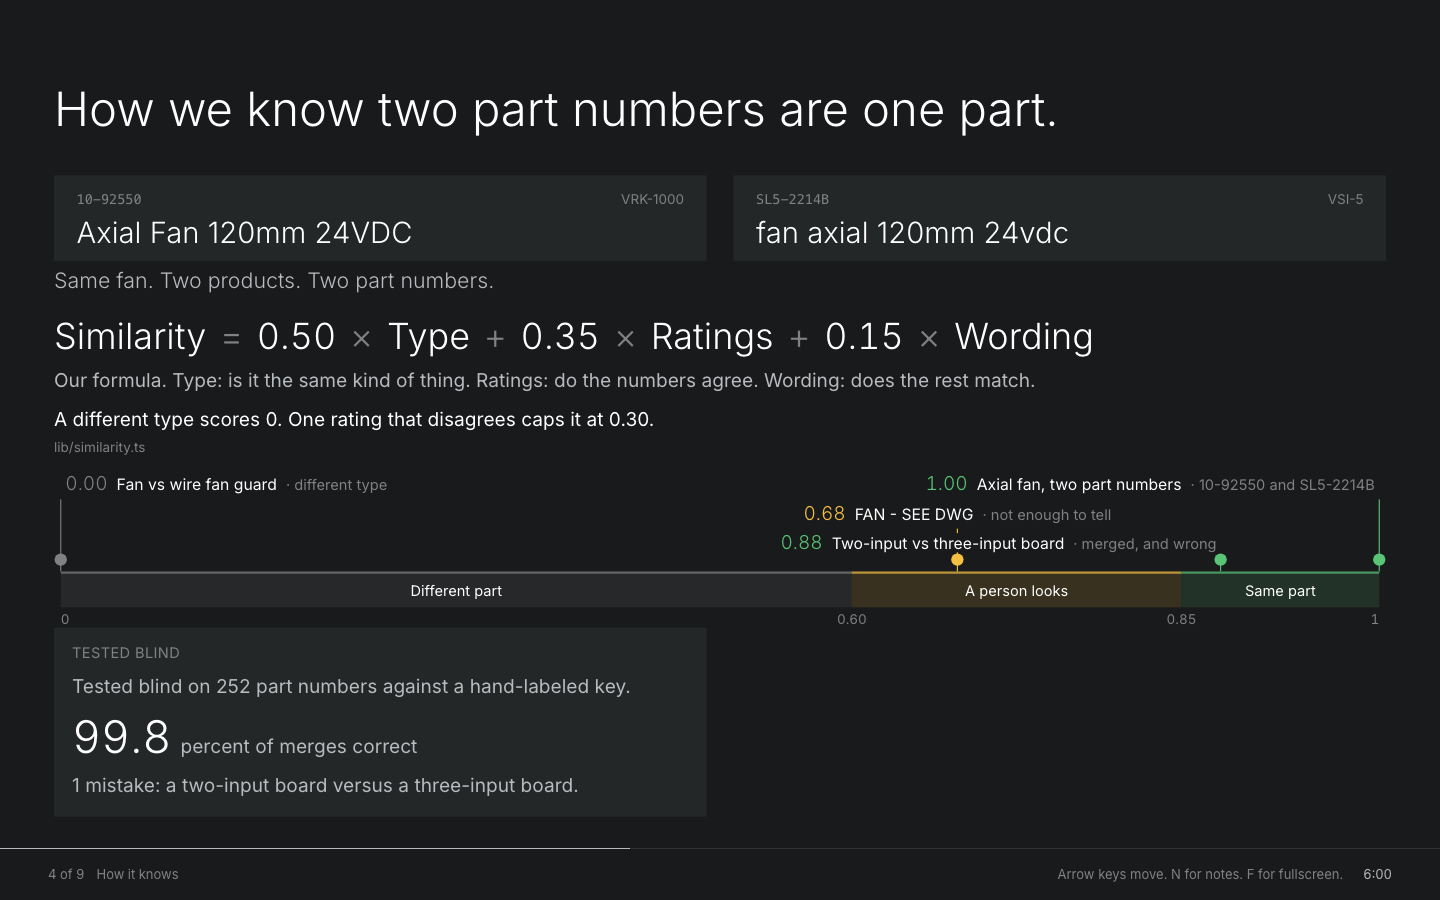 How we know two part numbers are one part.
10–92550 VRK-1000
Axial Fan 120mm 24VDC
SL5–2214B VSI-5
fan axial 120mm 24vdc
Same fan. Two products. Two part numbers.
Similarity = 0.50 × Type + 0.35 × Ratings + 0.15 × Wording
Our formula. Type: is it the same kind of thing. Ratings: do the numbers agree. Wording: does the rest match.
A different type scores 0. One rating that disagrees caps it at 0.30.
lib/similarity.ts
0.00 Fan vs wire fan guard · different type
1.00 Axial fan, two part numbers · 10-92550 and SL5-2214B
0.68 FAN - SEE DWG · not enough to tell
0.88 Two-input vs three-input board · merged, and wrong
Different part A person looks Same part
0 0.60 0.85 1
TESTED BLIND
Tested blind on 252 part numbers against a hand-labeled key.
99.8 percent of merges correct
1 mistake: a two-input board versus a three-input board.
4 of 9 How it knows Arrow keys move. N for notes. F for fullscreen. 6:00